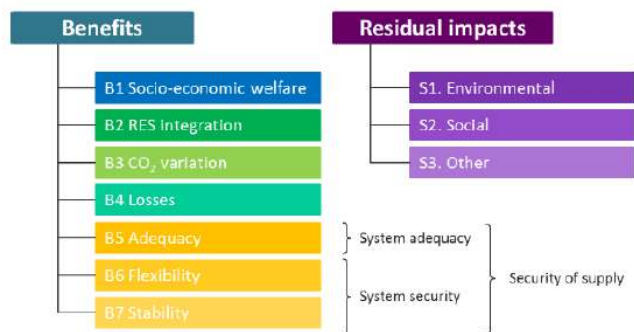 Benefits
B1 Socio-economic welfare
B2 RES integration
B3 CO₂ variation
B4 Losses
B5 Adequacy
B6 Flexibility
B7 Stability
Residual impacts
S1. Environmental
S2. Social
S3. Other
System adequacy
System security
Security of supply